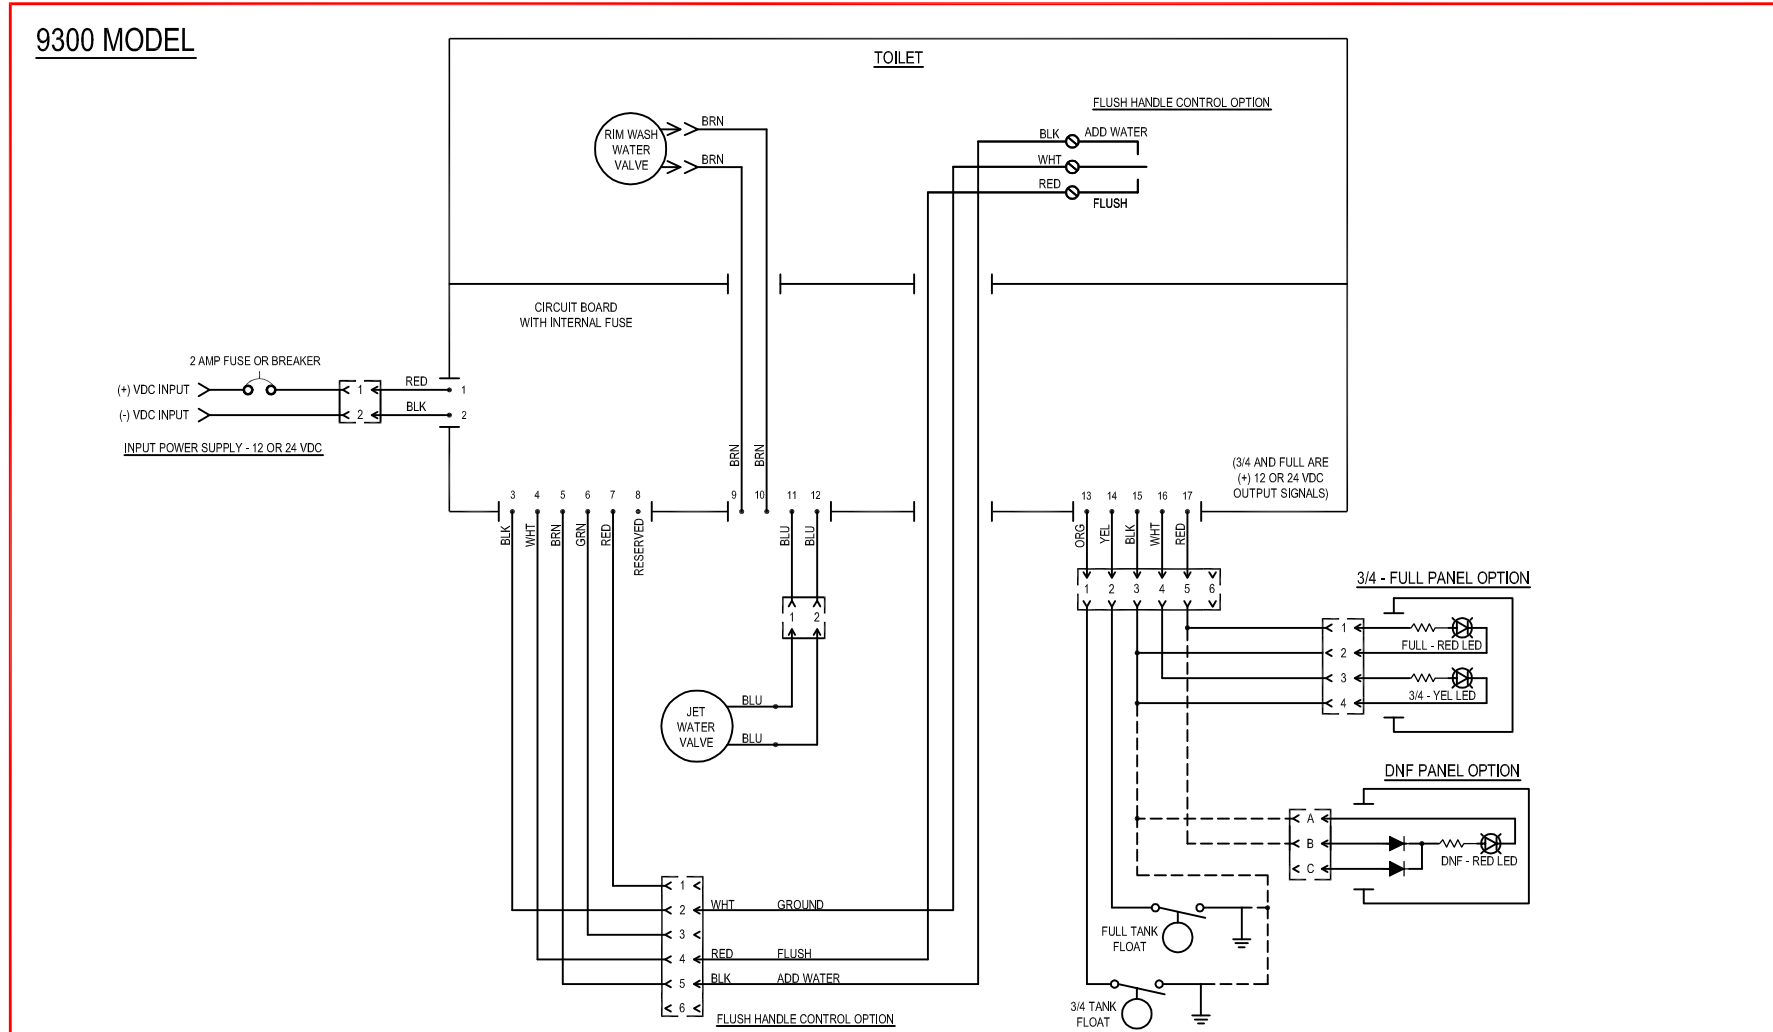 9300 MODEL
TOILET
FLUSH HANDLE CONTROL OPTION
RIM WASH
WATER
VALVE
BRN
BRN
BLK
ADD WATER
WHT
RED
FLUSH
CIRCUIT BOARD
WITH INTERNAL FUSE
2 AMP FUSE OR BREAKER
(+) VDC INPUT
1
RED
1
(-) VDC INPUT
2
BLK
2
INPUT POWER SUPPLY - 12 OR 24 VDC
BRN
BRN
(3/4 AND FULL ARE
(+) 12 OR 24 VDC
OUTPUT SIGNALS)
3 4 5 6 7 8 9 10 11 12 13 14 15 16 17
BLK
WHT
BRN
GRN
RED
RESERVED
BLU
BLU
ORG
YEL
BLK
WHT
RED
1 2 3 4 5 6
1 2
3/4 - FULL PANEL OPTION
1
FULL - RED LED
2
3
3/4 - YEL LED
4
JET
WATER
VALVE
BLU
BLU
DNF PANEL OPTION
A
B
DNF - RED LED
C
1
2
WHT
GROUND
3
4
RED
FLUSH
5
BLK
ADD WATER
6
FLUSH HANDLE CONTROL OPTION
FULL TANK
FLOAT
3/4 TANK
FLOAT